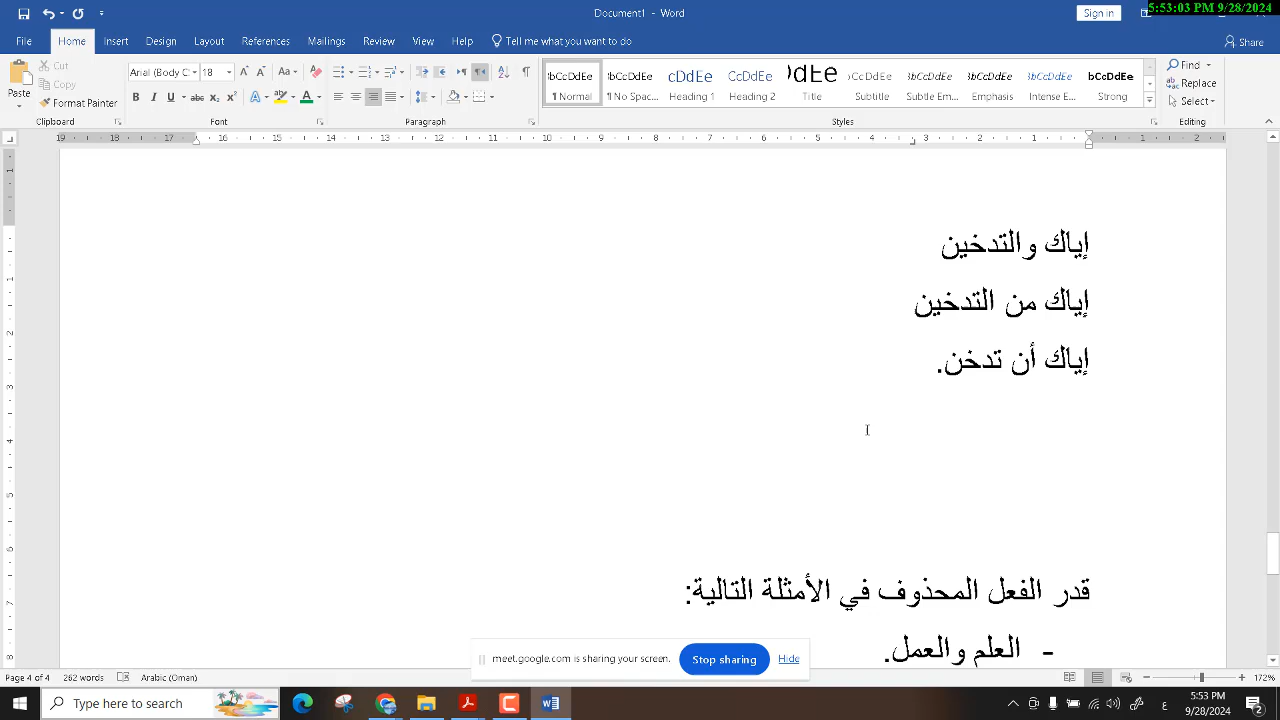 5:53:03 PM 9/28/2024
Document1 - Word
Sign in
File Home Insert Design Layout References Mailings Review View Help Tell me what you want to do Share
Paste
Cut
Copy
Format Painter
Clipboard
Arial (Body C 18
Font
Paragraph
¶ Normal
¶ No Spac...
Heading 1
Heading 2
Title
Subtitle
Subtle Em...
Emphasis
Intense E...
Strong
Styles
Find
Replace
Select
Editing
إياك والتدخين
إياك من التدخين
إياك أن تدخن.
قدر الفعل المحذوف في الأمثلة التالية:
- العلم والعمل.
meet.google.com is sharing your screen. Stop sharing Hide
Page 4 of 4 262 words Arabic (Oman) 172%
Type here to search
5:53 PM
9/28/2024